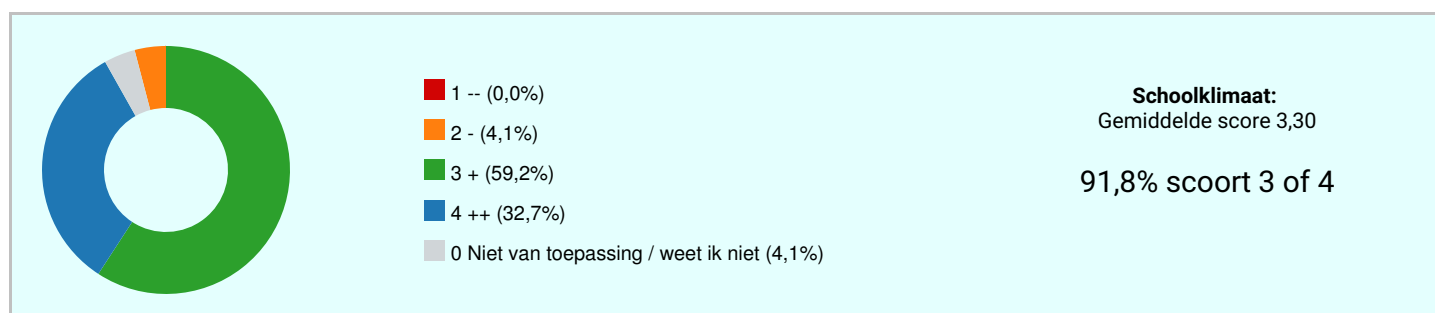 1 -- (0,0%)
2 - (4,1%)
3 + (59,2%)
4 ++ (32,7%)
0 Niet van toepassing / weet ik niet (4,1%)
Schoolklimaat:
Gemiddelde score 3,30
91,8% scoort 3 of 4